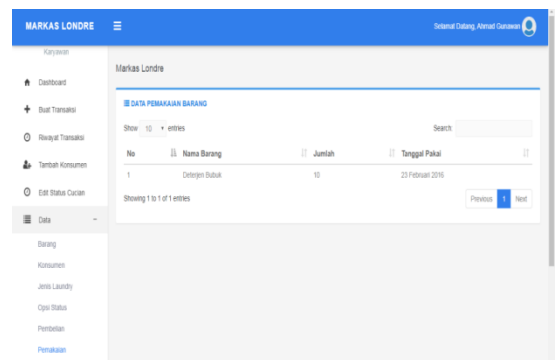 MARKAS LONDRE
Selamat Datang, Ahmad Gunawan
Karyawan
Dashboard
Buat Transaksi
Riwayat Transaksi
Tambah Konsumen
Edit Status Cucian
Data -
Barang
Konsumen
Jenis Laundry
Opsi Status
Pembelian
Pemakaian
Markas Londre
DATA PEMAKAIAN BARANG
Show 10 entries Search:
No Nama Barang Jumlah Tanggal Pakai
1 Deterjen Bubuk 10 23 Februari 2016
Showing 1 to 1 of 1 entries Previous 1 Next